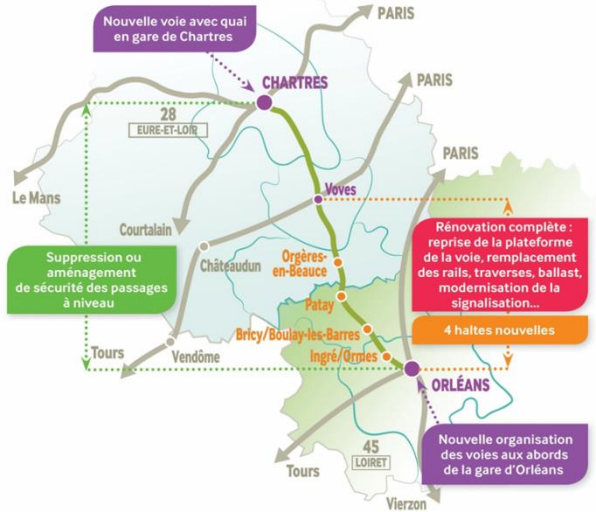 PARIS
Nouvelle voie avec quai
en gare de Chartres
CHARTRES
PARIS
28
EURE-ET-LOIR
PARIS
Le Mans
Voves
Courtalain
Rénovation complète :
reprise de la plateforme
de la voie, remplacement
des rails, traverses, ballast,
modernisation de la
signalisation...
Suppression ou
aménagement
de sécurité des passages
à niveau
Châteaudun
Orgères-
en-Beauce
Patay
4 haltes nouvelles
Bricy/Boulay-les-Barres
Tours
Vendôme
Ingré/Ormes
ORLÉANS
45
LOIRET
Nouvelle organisation
des voies aux abords
de la gare d'Orléans
Tours
Vierzon